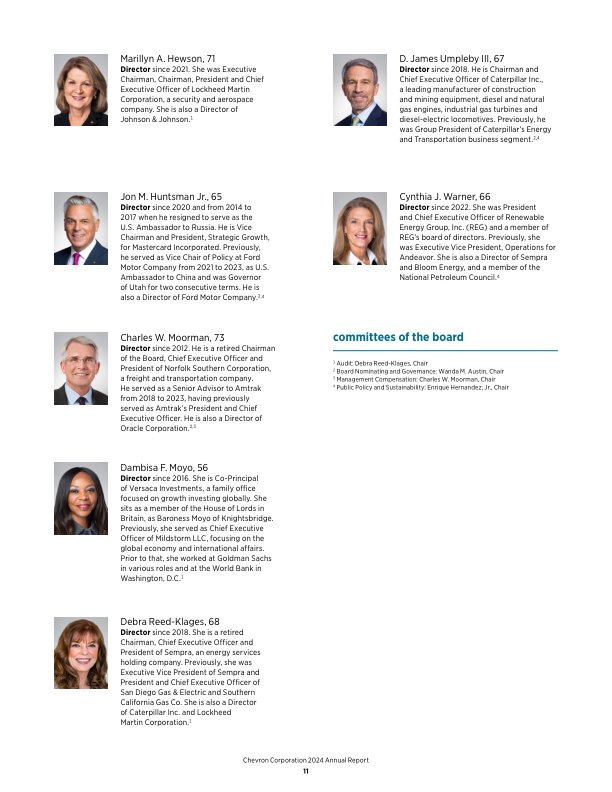 Marillyn A. Hewson, 71
Director since 2021. She was Executive
Chairman, Chairman, President and Chief
Executive Officer of Lockheed Martin
Corporation, a security and aerospace
company. She is also a Director of
Johnson & Johnson.¹
Jon M. Huntsman Jr., 65
Director since 2020 and from 2014 to
2017 when he resigned to serve as the
U.S. Ambassador to Russia. He is Vice
Chairman and President, Strategic Growth,
for Mastercard Incorporated. Previously,
he served as Vice Chair of Policy at Ford
Motor Company from 2021 to 2023, as U.S.
Ambassador to China and was Governor
of Utah for two consecutive terms. He is
also a Director of Ford Motor Company.³,⁴
Charles W. Moorman, 73
Director since 2012. He is a retired Chairman
of the Board, Chief Executive Officer and
President of Norfolk Southern Corporation,
a freight and transportation company.
He served as a Senior Advisor to Amtrak
from 2018 to 2023, having previously
served as Amtrak's President and Chief
Executive Officer. He is also a Director of
Oracle Corporation.²,³
Dambisa F. Moyo, 56
Director since 2016. She is Co-Principal
of Versaca Investments, a family office
focused on growth investing globally. She
sits as a member of the House of Lords in
Britain, as Baroness Moyo of Knightsbridge.
Previously, she served as Chief Executive
Officer of Mildstorm LLC, focusing on the
global economy and international affairs.
Prior to that, she worked at Goldman Sachs
in various roles and at the World Bank in
Washington, D.C.¹
Debra Reed-Klages, 68
Director since 2018. She is a retired
Chairman, Chief Executive Officer and
President of Sempra, an energy services
holding company. Previously, she was
Executive Vice President of Sempra and
President and Chief Executive Officer of
San Diego Gas & Electric and Southern
California Gas Co. She is also a Director
of Caterpillar Inc. and Lockheed
Martin Corporation.¹
D. James Umpleby III, 67
Director since 2018. He is Chairman and
Chief Executive Officer of Caterpillar Inc.,
a leading manufacturer of construction
and mining equipment, diesel and natural
gas engines, industrial gas turbines and
diesel-electric locomotives. Previously, he
was Group President of Caterpillar's Energy
and Transportation business segment.²,⁴
Cynthia J. Warner, 66
Director since 2022. She was President
and Chief Executive Officer of Renewable
Energy Group, Inc. (REG) and a member of
REG's board of directors. Previously, she
was Executive Vice President, Operations for
Andeavor. She is also a Director of Sempra
and Bloom Energy, and a member of the
National Petroleum Council.⁴
committees of the board
¹ Audit: Debra Reed-Klages, Chair
² Board Nominating and Governance: Wanda M. Austin, Chair
³ Management Compensation: Charles W. Moorman, Chair
⁴ Public Policy and Sustainability: Enrique Hernandez, Jr., Chair
Chevron Corporation 2024 Annual Report
11